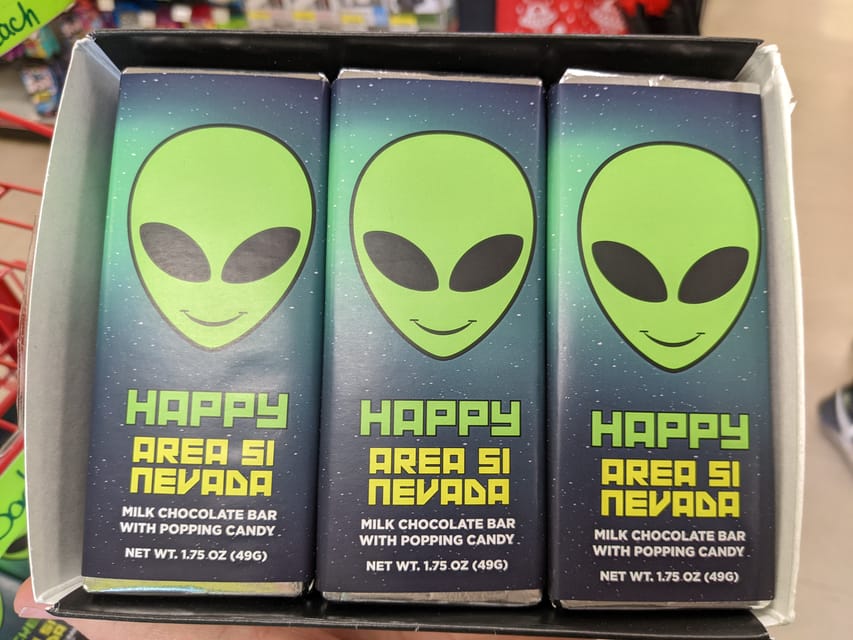 each
HAPPY
AREA 51
NEVADA
MILK CHOCOLATE BAR
WITH POPPING CANDY
NET WT. 1.75 OZ (49G)
HAPPY
AREA 51
NEVADA
MILK CHOCOLATE BAR
WITH POPPING CANDY
NET WT. 1.75 OZ (49G)
HAPPY
AREA 51
NEVADA
MILK CHOCOLATE BAR
WITH POPPING CANDY
NET WT. 1.75 OZ (49G)